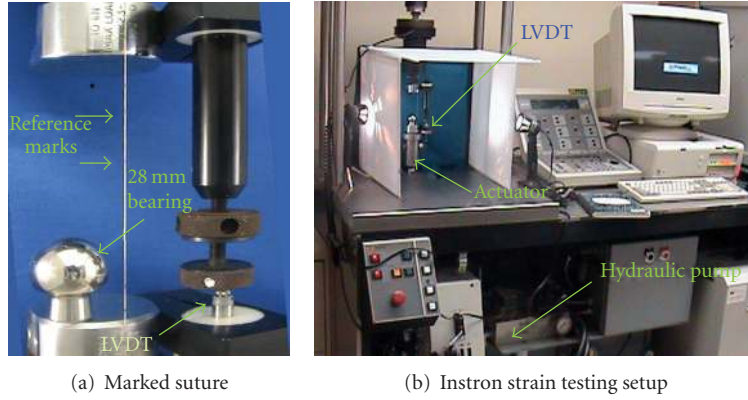 Reference
marks
28 mm
bearing
LVDT
LVDT
Actuator
Hydraulic pump
(a) Marked suture
(b) Instron strain testing setup